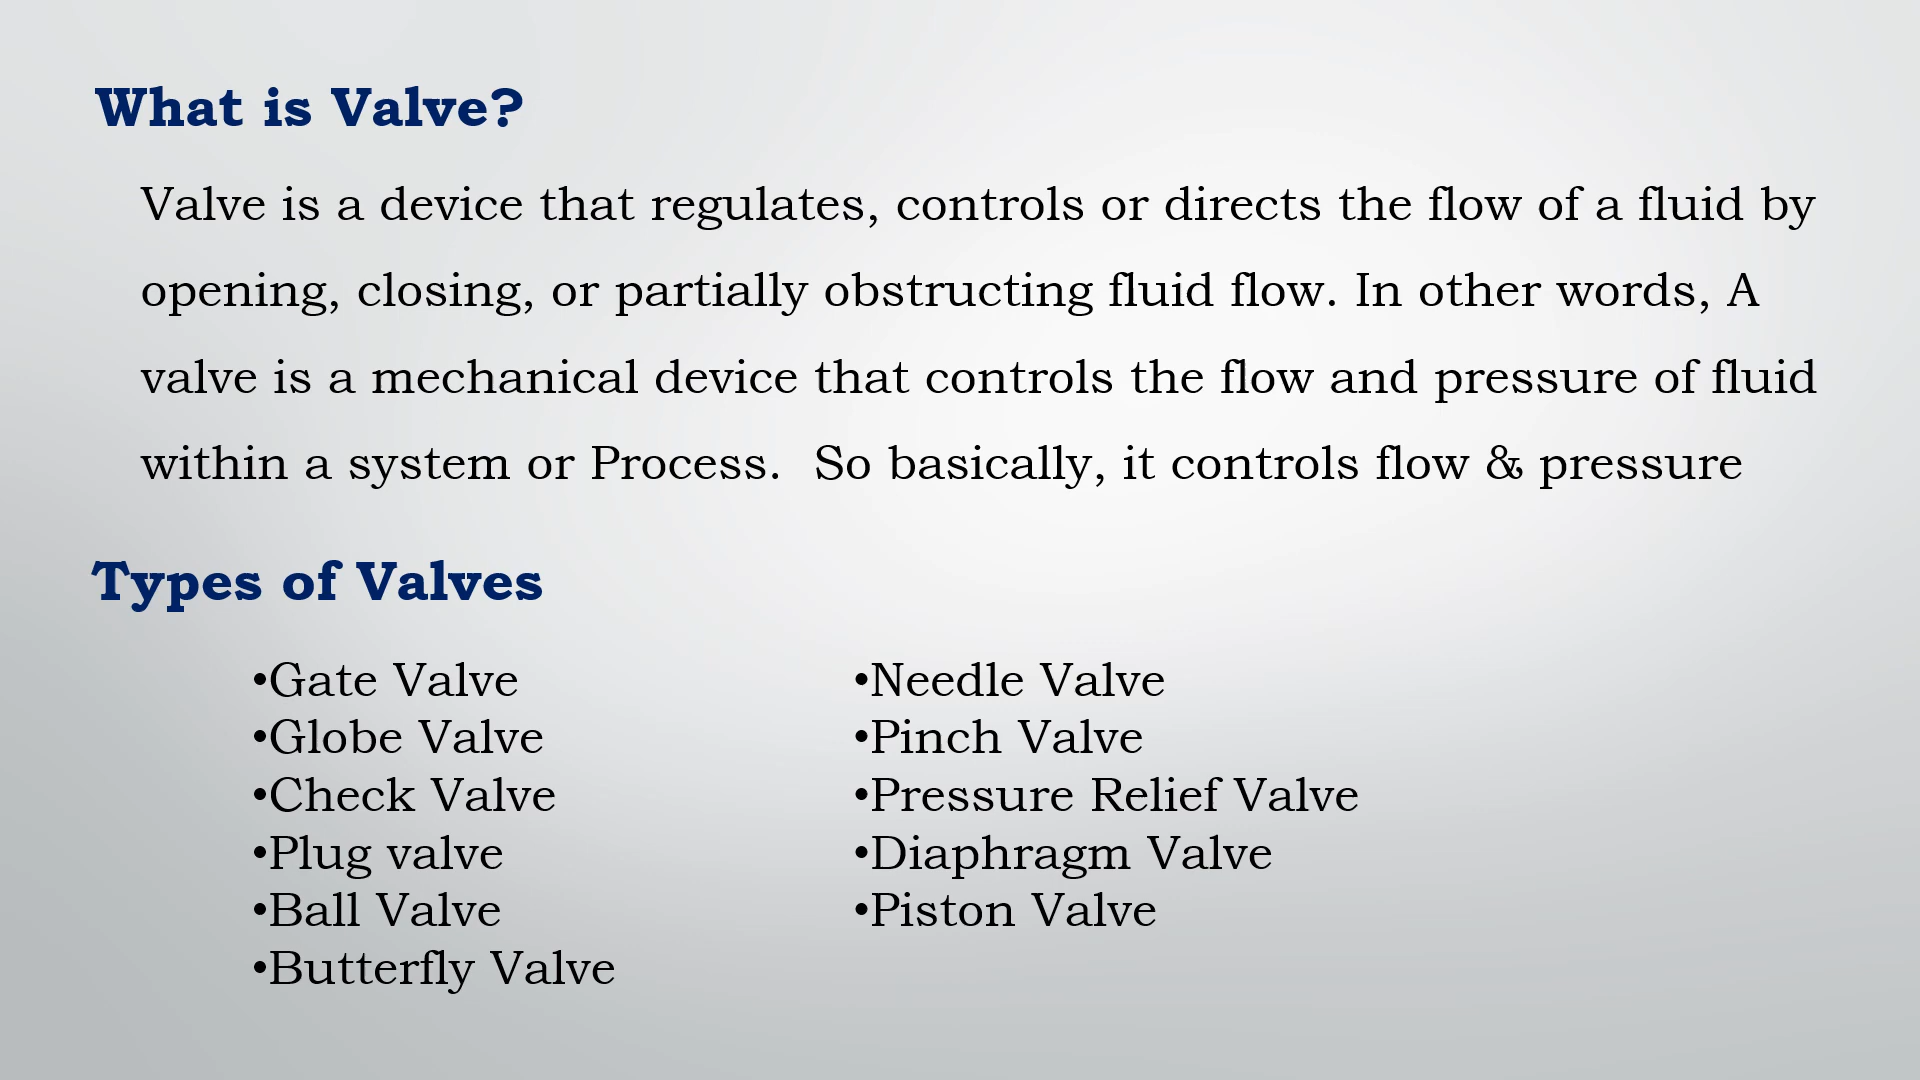 What is Valve?
Valve is a device that regulates, controls or directs the flow of a fluid by
opening, closing, or partially obstructing fluid flow. In other words, A
valve is a mechanical device that controls the flow and pressure of fluid
within a system or Process.  So basically, it controls flow & pressure
Types of Valves
•Gate Valve
•Globe Valve
•Check Valve
•Plug valve
•Ball Valve
•Butterfly Valve
•Needle Valve
•Pinch Valve
•Pressure Relief Valve
•Diaphragm Valve
•Piston Valve